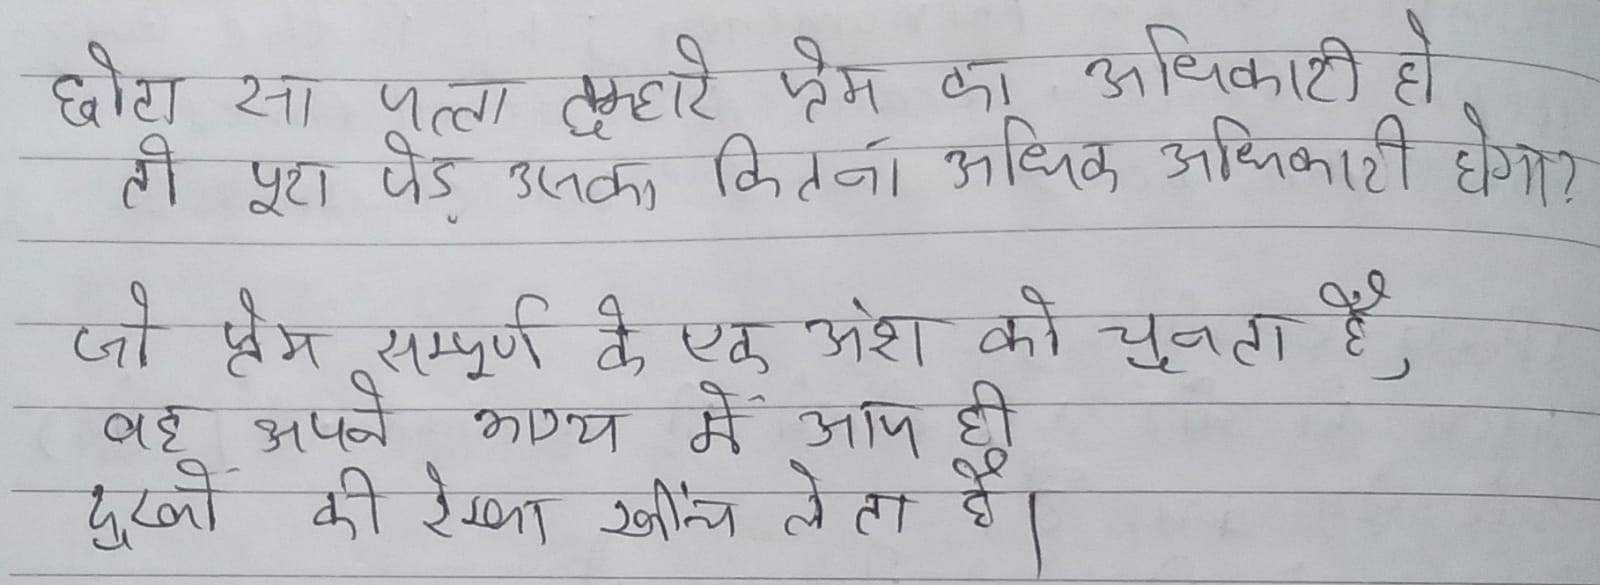 छोटा सा पत्ता तुम्हारे प्रेम का अधिकारी हो
तो पूरा पेड़ उसका कितना अधिक अधिकारी होगा?
जो प्रेम सम्पूर्ण के एक अंश को चुनता है,
वह अपने भाग्य में आप ही
दुखों की रेखा खींच लेता है।